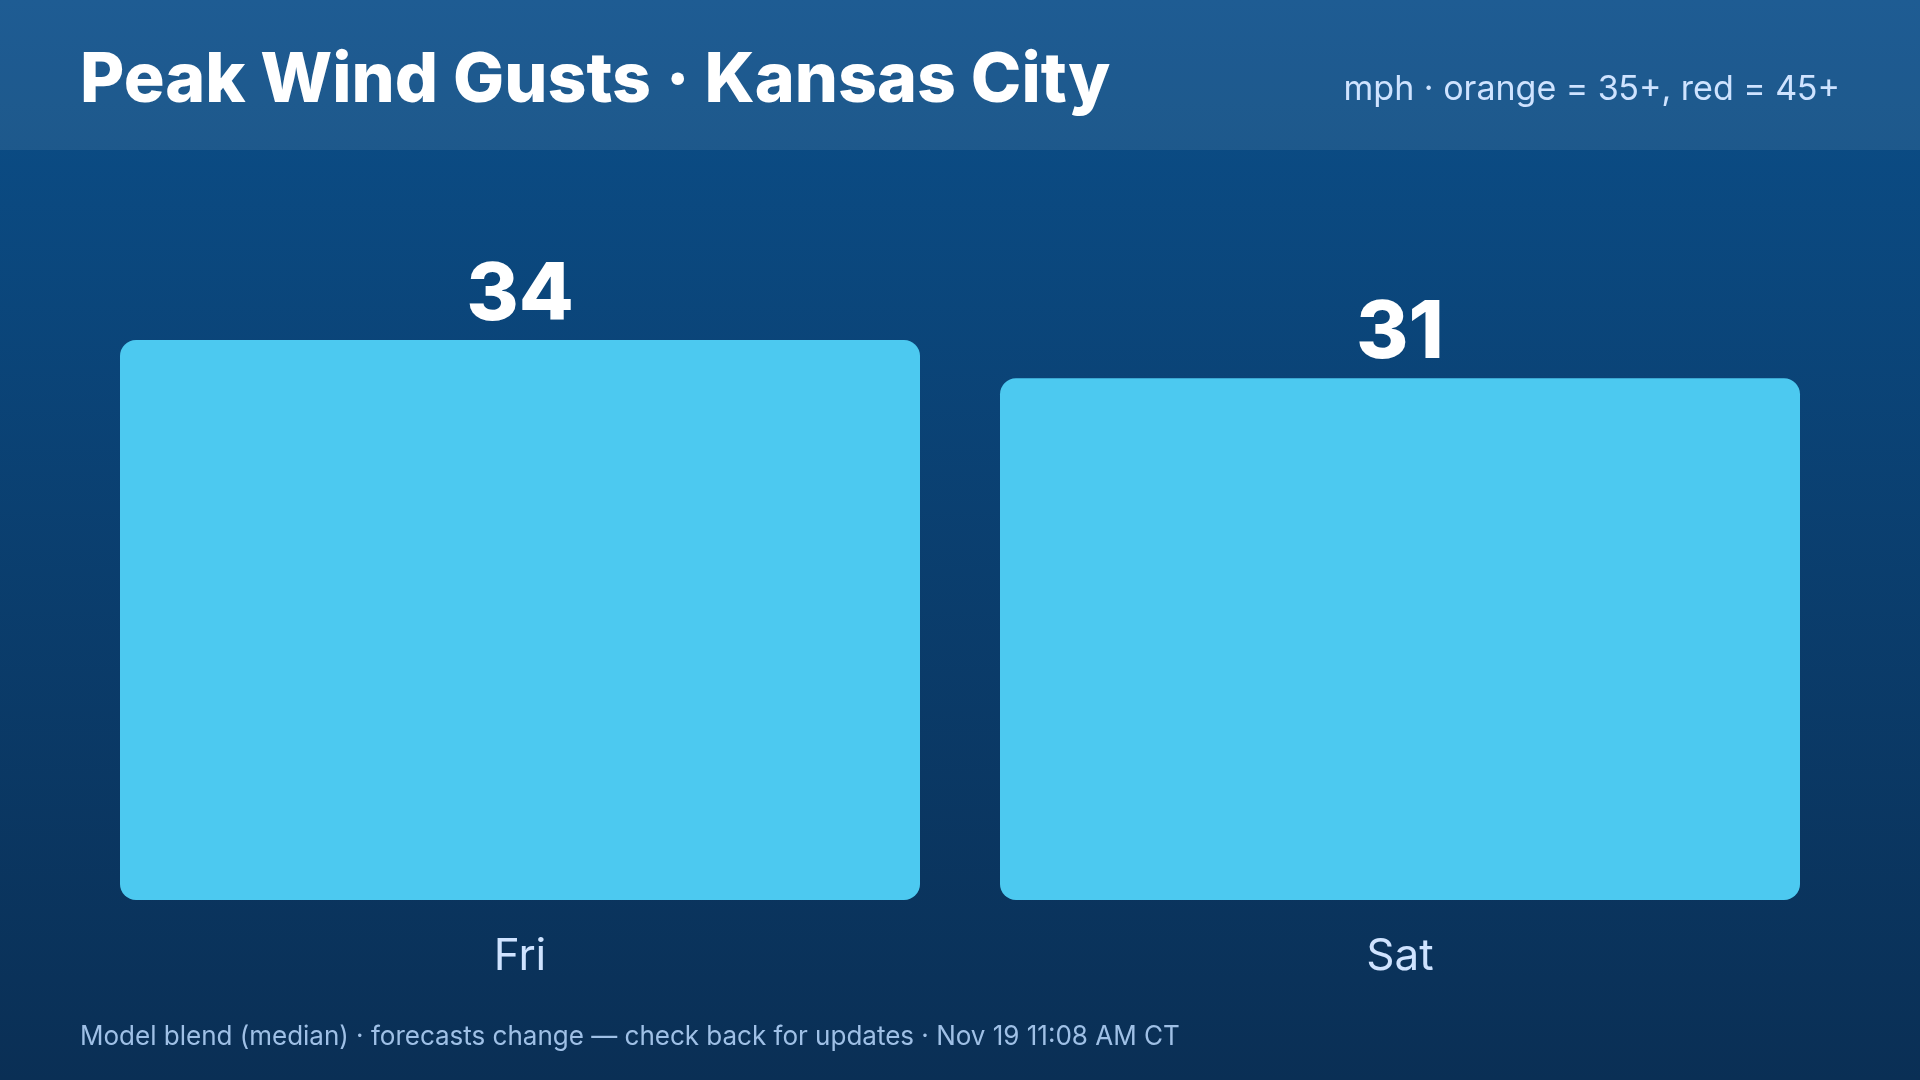 Peak Wind Gusts · Kansas City
mph · orange = 35+, red = 45+
34
31
Fri
Sat
Model blend (median) · forecasts change — check back for updates · Nov 19 11:08 AM CT